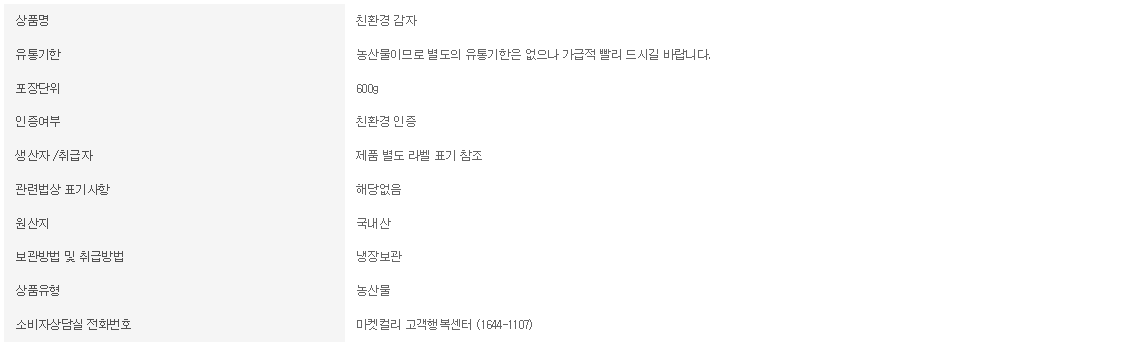 상품명 친환경 감자
유통기한 농산물이므로 별도의 유통기한은 없으나 가급적 빨리 드시길 바랍니다.
포장단위 600g
인증여부 친환경 인증
생산자 /취급자 제품 별도 라벨 표기 참조
관련법상 표기사항 해당없음
원산지 국내산
보관방법 및 취급방법 냉장보관
상품유형 농산물
소비자상담실 전화번호 마켓컬리 고객행복센터 (1644-1107)